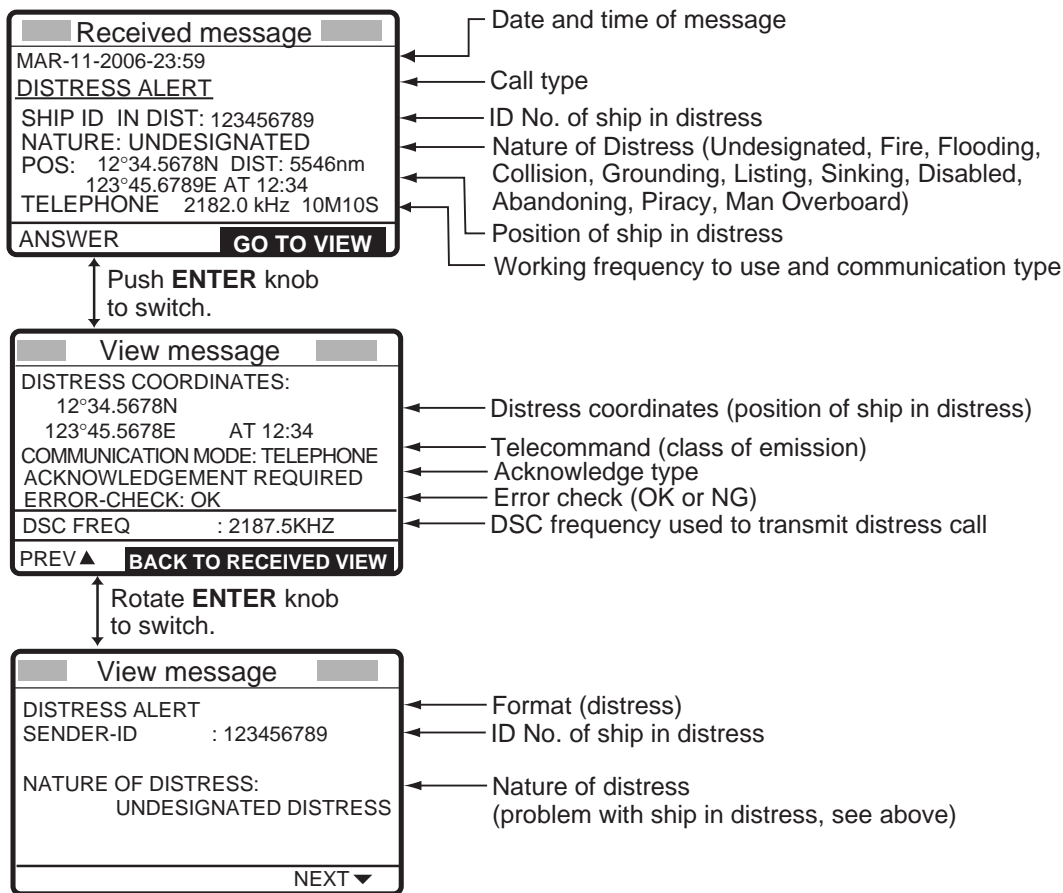 Received message
MAR-11-2006-23:59
DISTRESS ALERT
SHIP ID IN DIST: 123456789
NATURE: UNDESIGNATED
POS: 12°34.5678N DIST: 5546nm
123°45.6789E AT 12:34
TELEPHONE 2182.0 kHz 10M10S
ANSWER GO TO VIEW
Date and time of message
Call type
ID No. of ship in distress
Nature of Distress (Undesignated, Fire, Flooding,
Collision, Grounding, Listing, Sinking, Disabled,
Abandoning, Piracy, Man Overboard)
Position of ship in distress
Working frequency to use and communication type
Push ENTER knob
to switch.
View message
DISTRESS COORDINATES:
12°34.5678N
123°45.5678E AT 12:34
COMMUNICATION MODE: TELEPHONE
ACKNOWLEDGEMENT REQUIRED
ERROR-CHECK: OK
DSC FREQ : 2187.5KHZ
PREV▲ BACK TO RECEIVED VIEW
Distress coordinates (position of ship in distress)
Telecommand (class of emission)
Acknowledge type
Error check (OK or NG)
DSC frequency used to transmit distress call
Rotate ENTER knob
to switch.
View message
DISTRESS ALERT
SENDER-ID : 123456789
NATURE OF DISTRESS:
UNDESIGNATED DISTRESS
NEXT▼
Format (distress)
ID No. of ship in distress
Nature of distress
(problem with ship in distress, see above)